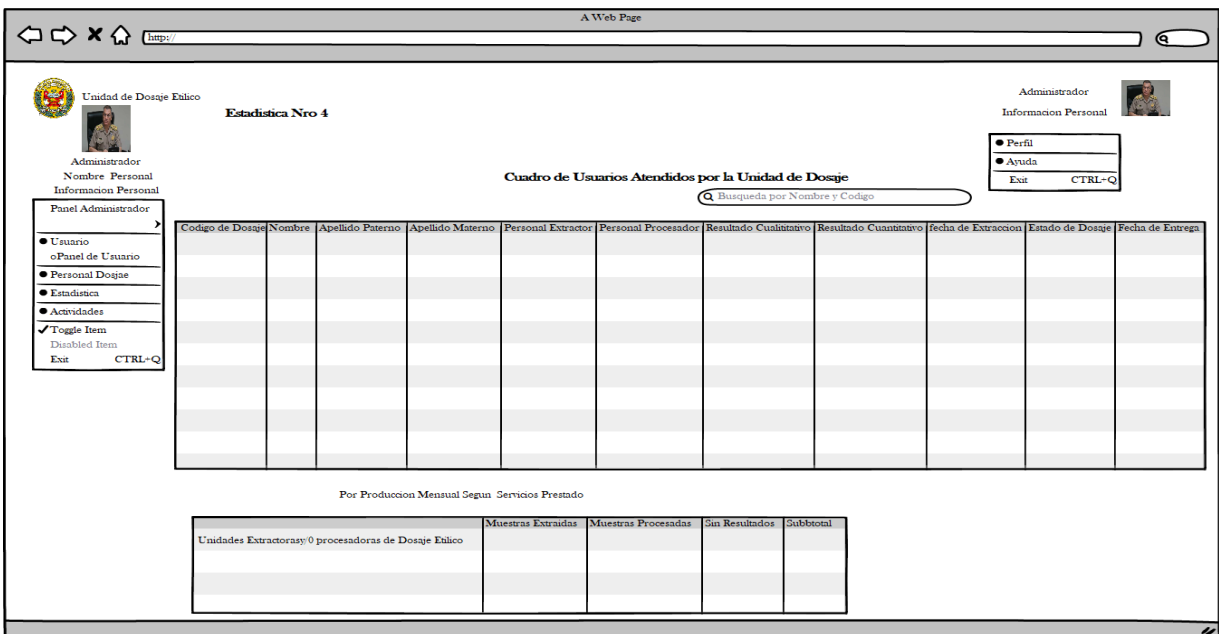 A Web Page
http://
Unidad de Dosaje Etilico
Estadistica Nro 4
Administrador
Informacion Personal
Perfil
Ayuda
Exit CTRL+Q
Administrador
Nombre Personal
Informacion Personal
Panel Administrador
Usuario
oPanel de Usuario
Personal Dosjae
Estadistica
Actividades
Toggle Item
Disabled Item
Exit CTRL+Q
Cuadro de Usuarios Atendidos por la Unidad de Dosaje
Busqueda por Nombre y Codigo
Codigo de Dosaje Nombre Apellido Paterno Apellido Materno Personal Extractor Personal Procesador Resultado Cualititativo Resultado Cuantitativo fecha de Extraccion Estado de Dosaje Fecha de Entrega
Por Produccion Mensual Segun Servicios Prestado
Muestras Extraidas Muestras Procesadas Sin Resultados Subbtotal
Unidades Extractorasy/0 procesadoras de Dosaje Etilico